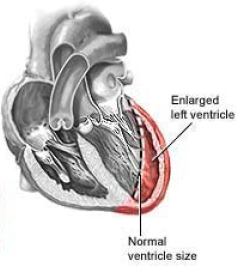 Enlarged
left ventricle
Normal
ventricle size